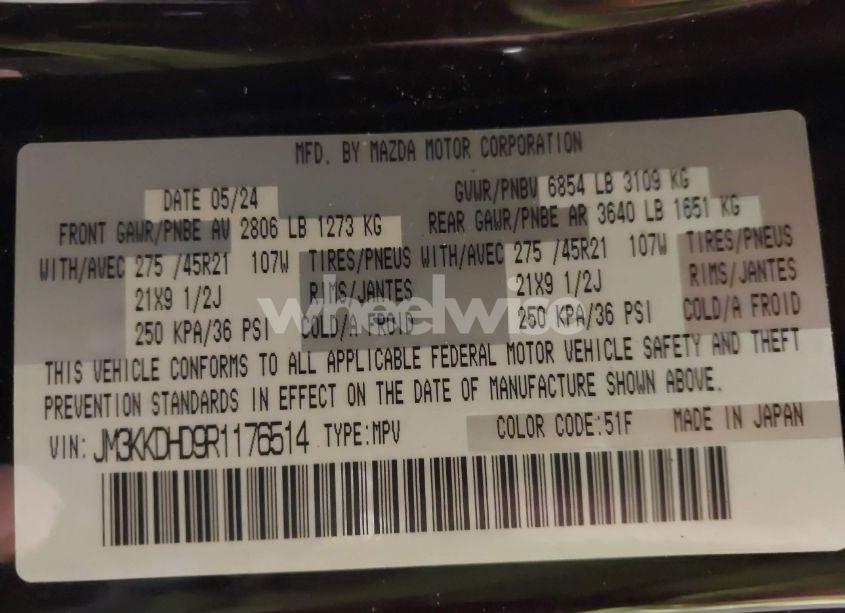 MFD. BY MAZDA MOTOR CORPORATION
DATE 05/24 GVWR/PNBV 6854 LB 3109 KG
FRONT GAWR/PNBE AV 2806 LB 1273 KG REAR GAWR/PNBE AR 3640 LB 1651 KG
WITH/AVEC 275 /45R21 107W TIRES/PNEUS WITH/AVEC 275 /45R21 107W TIRES/PNEUS
21X9 1/2J RIMS/JANTES 21X9 1/2J RIMS/JANTES
250 KPA/36 PSI COLD/A FROID 250 KPA/36 PSI COLD/A FROID
wheelwise
THIS VEHICLE CONFORMS TO ALL APPLICABLE FEDERAL MOTOR VEHICLE SAFETY AND THEFT
PREVENTION STANDARDS IN EFFECT ON THE DATE OF MANUFACTURE SHOWN ABOVE.
VIN: JM3KKDHD9R1176514 TYPE:MPV COLOR CODE:51F MADE IN JAPAN